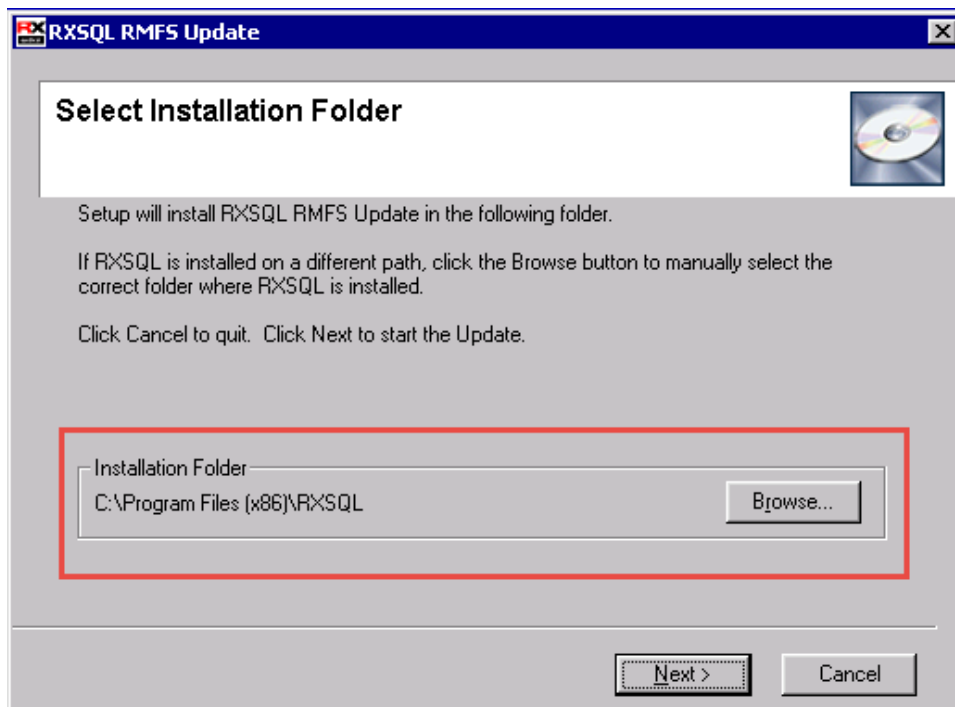 RX
RXSQL RMFS Update
Select Installation Folder
Setup will install RXSQL RMFS Update in the following folder.
If RXSQL is installed on a different path, click the Browse button to manually select the
correct folder where RXSQL is installed.
Click Cancel to quit.  Click Next to start the Update.
Installation Folder
C:\Program Files (x86)\RXSQL
Browse...
Next >
Cancel